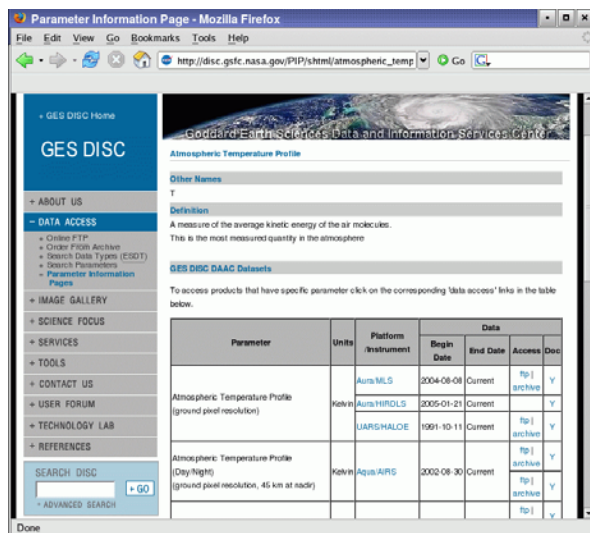 Parameter Information Page - Mozilla Firefox
File Edit View Go Bookmarks Tools Help
http://disc.gsfc.nasa.gov/PIP/shtml/atmospheric_temp
Go
+ GES DISC Home
GES DISC
+ ABOUT US
- DATA ACCESS
Online FTP
Order From Archive
Search Data Types (ESDT)
Search Parameters
Parameter Information
Pages
+ IMAGE GALLERY
+ SCIENCE FOCUS
+ SERVICES
+ TOOLS
+ CONTACT US
+ USER FORUM
+ TECHNOLOGY LAB
+ REFERENCES
SEARCH DISC
+ GO
+ ADVANCED SEARCH
Goddard Earth Sciences Data and Information Services Center
Atmospheric Temperature Profile
Other Names
T
Definition
A measure of the average kinetic energy of the air molecules.
This is the most measured quantity in the atmosphere
GES DISC DAAC Datasets
To access products that have specific parameter click on the corresponding 'data access' links in the table
below.
Parameter Units Platform /Instrument Data
Begin Date End Date Access Doc
Atmospheric Temperature Profile
(ground pixel resolution)
Kelvin
Aura/MLS 2004-08-08 Current ftp | archive Y
Aura/HIRDLS 2005-01-21 Current Y
UARS/HALOE 1991-10-11 Current ftp | archive Y
Atmospheric Temperature Profile
(Day/Night)
(ground pixel resolution, 45 km at nadir)
Kelvin Aqua/AIRS 2002-08-30 Current
ftp | archive Y
ftp | archive Y
ftp | Y
Done